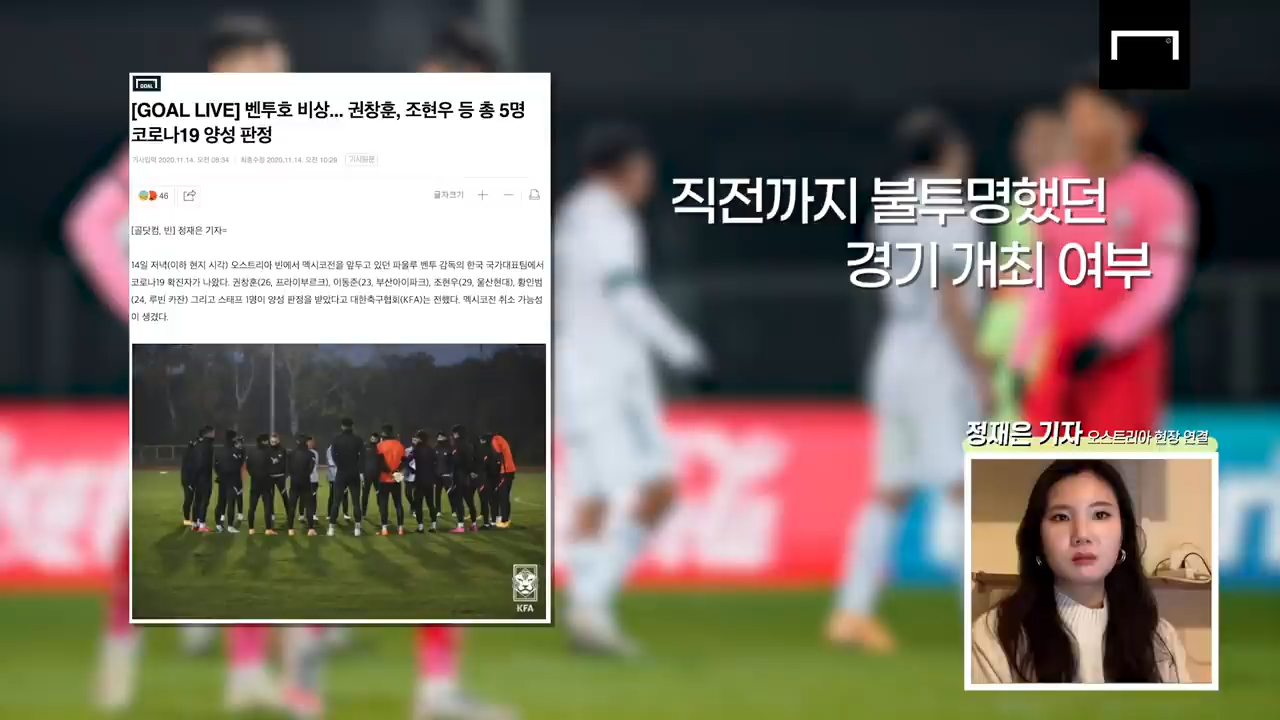 GOAL
[GOAL LIVE] 벤투호 비상... 권창훈, 조현우 등 총 5명
코로나19 양성 판정
기사입력 2020.11.14. 오전 09:34 | 최종수정 2020.11.14. 오전 10:29 기사원문
46
글자크기
[골닷컴, 빈] 정재은 기자=
14일 저녁(이하 현지 시각) 오스트리아 빈에서 멕시코전을 앞두고 있던 파울루 벤투 감독의 한국 국가대표팀에서
코로나19 확진자가 나왔다. 권창훈(26, 프라이부르크), 이동준(23, 부산아이파크), 조현우(29, 울산현대), 황인범
(24, 루빈 카잔) 그리고 스태프 1명이 양성 판정을 받았다고 대한축구협회(KFA)는 전했다. 멕시코전 취소 가능성
이 생겼다.
KFA
직전까지 불투명했던
경기 개최 여부
정재은 기자 오스트리아 현장 연결